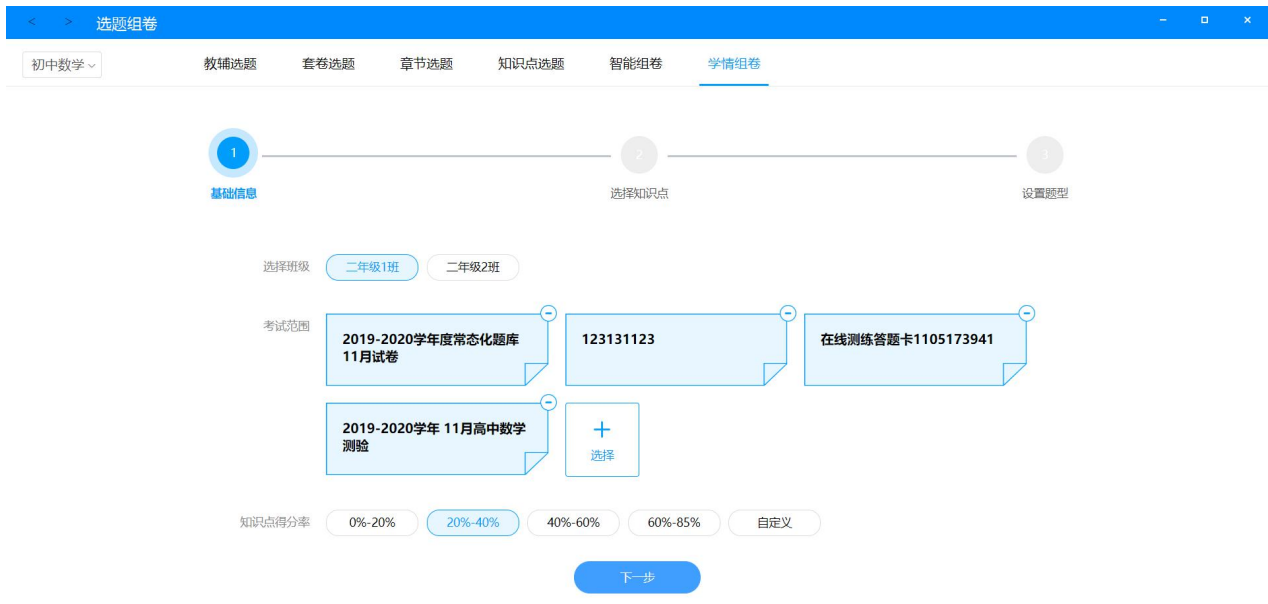 选题组卷
初中数学
教辅选题 套卷选题 章节选题 知识点选题 智能组卷 学情组卷
1 2 3
基础信息 选择知识点 设置题型
选择班级 二年级1班 二年级2班
考试范围
2019-2020学年度常态化题库
11月试卷
123131123
在线测练答题卡1105173941
2019-2020学年 11月高中数学
测验
选择
知识点得分率 0%-20% 20%-40% 40%-60% 60%-85% 自定义
下一步